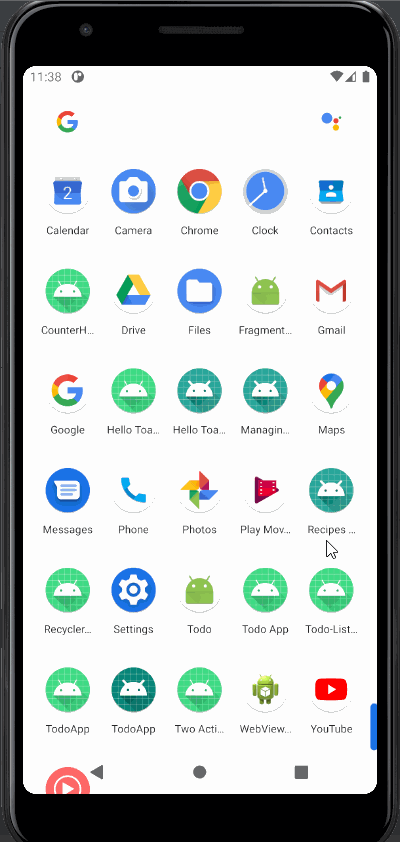 11:38
Calendar Camera Chrome Clock Contacts
CounterH... Drive Files Fragment... Gmail
Google Hello Toa... Hello Toa... Managin... Maps
Messages Phone Photos Play Mov... Recipes ...
Recycler... Settings Todo Todo App Todo-List...
TodoApp TodoApp Two Acti... WebView... YouTube